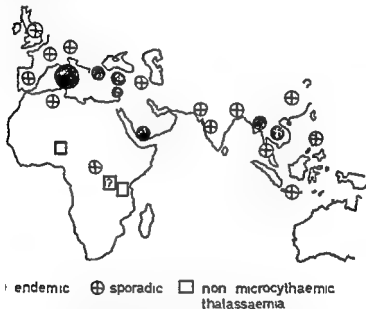 ?
endemic ⊕ sporadic □ non microcythaemic
thalassaemia